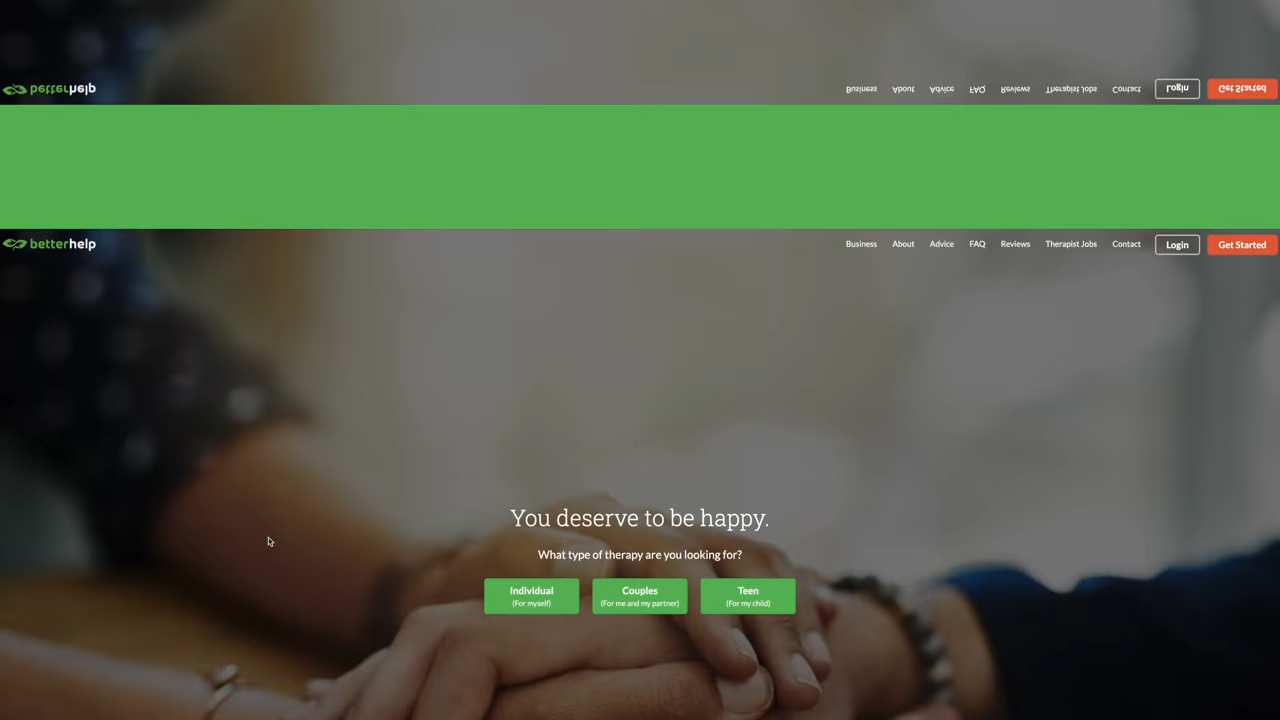 betterhelp Business About Advice FAQ Reviews Therapist Jobs Contact Login Get Started
betterhelp Business About Advice FAQ Reviews Therapist Jobs Contact Login Get Started
You deserve to be happy.
What type of therapy are you looking for?
Individual Couples Teen
(For myself) (For me and my partner) (For my child)